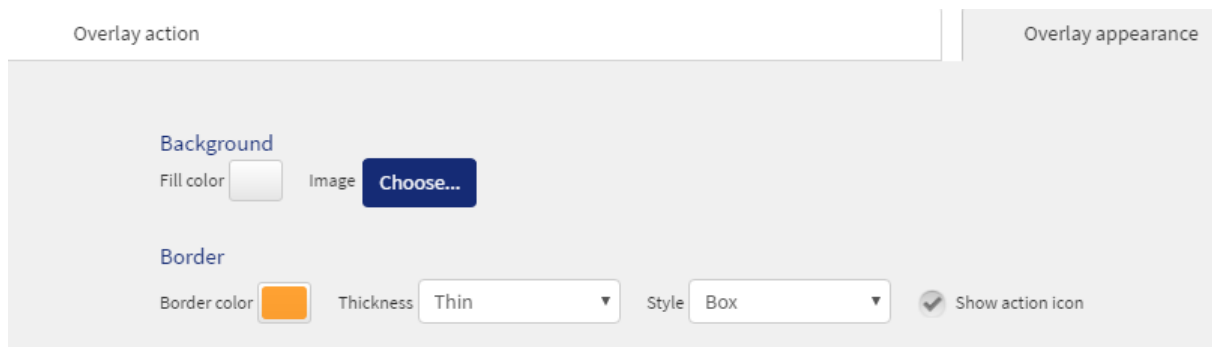 Overlay action Overlay appearance
Background
Fill color Image Choose...
Border
Border color Thickness Thin Style Box Show action icon